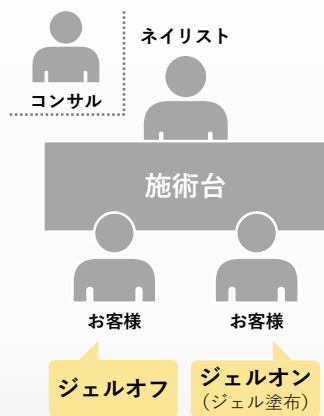 ネイリスト
コンサル
施術台
お客様
お客様
ジェルオフ
ジェルオン
（ジェル塗布）